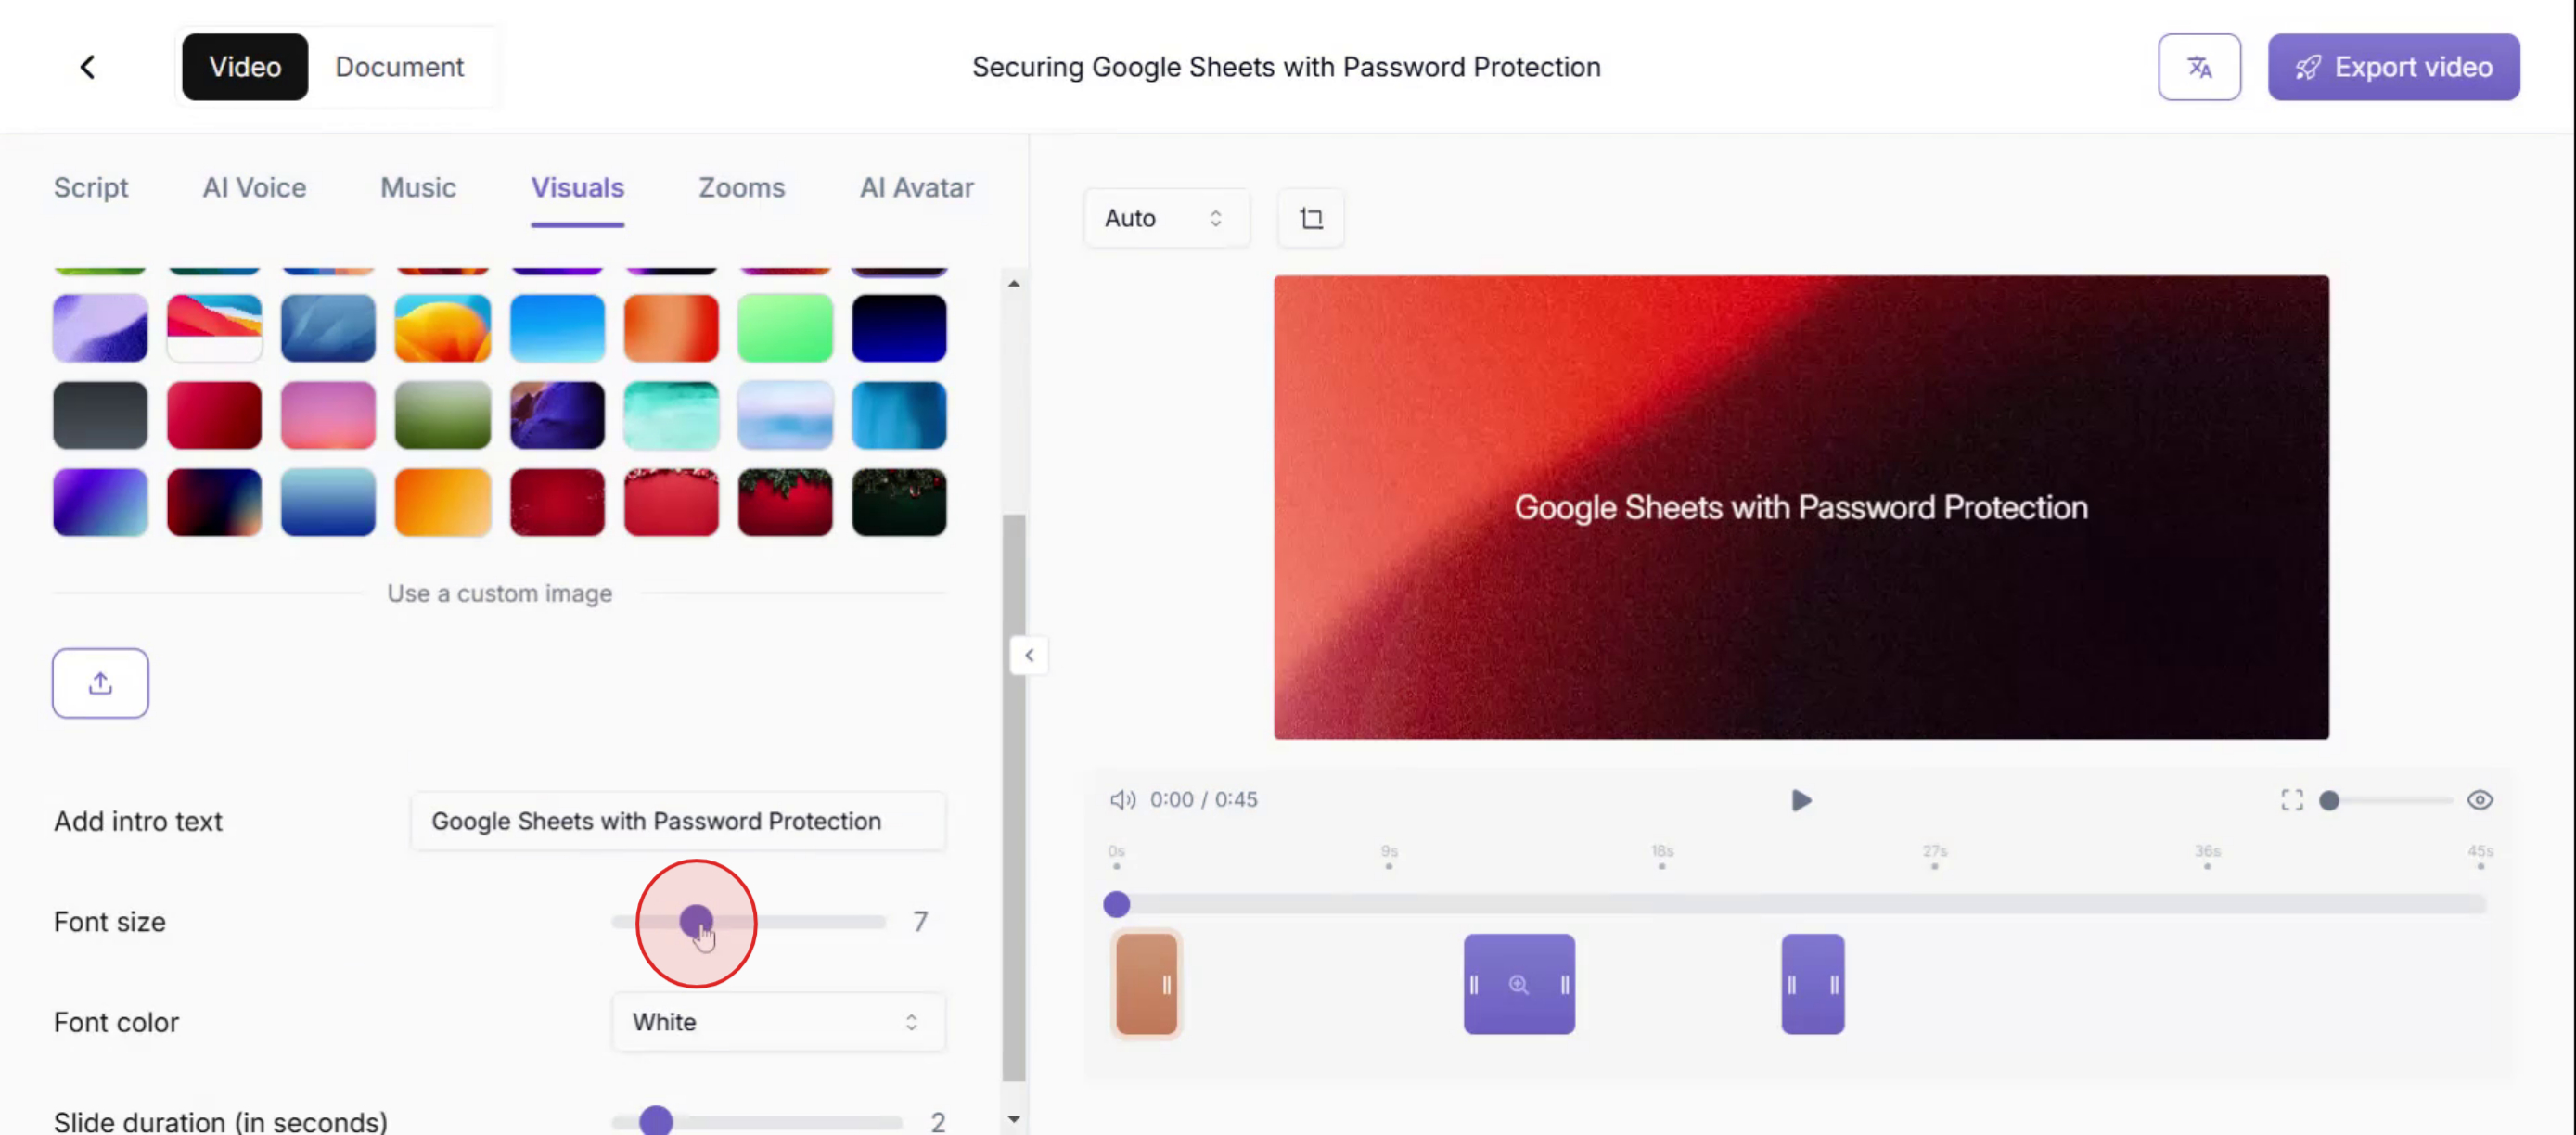 Video Document Securing Google Sheets with Password Protection Export video
Script AI Voice Music Visuals Zooms AI Avatar
Auto
Google Sheets with Password Protection
Use a custom image
Add intro text Google Sheets with Password Protection
Font size 7
Font color White
Slide duration (in seconds) 2
0:00 / 0:45
0s 9s 18s 27s 36s 45s